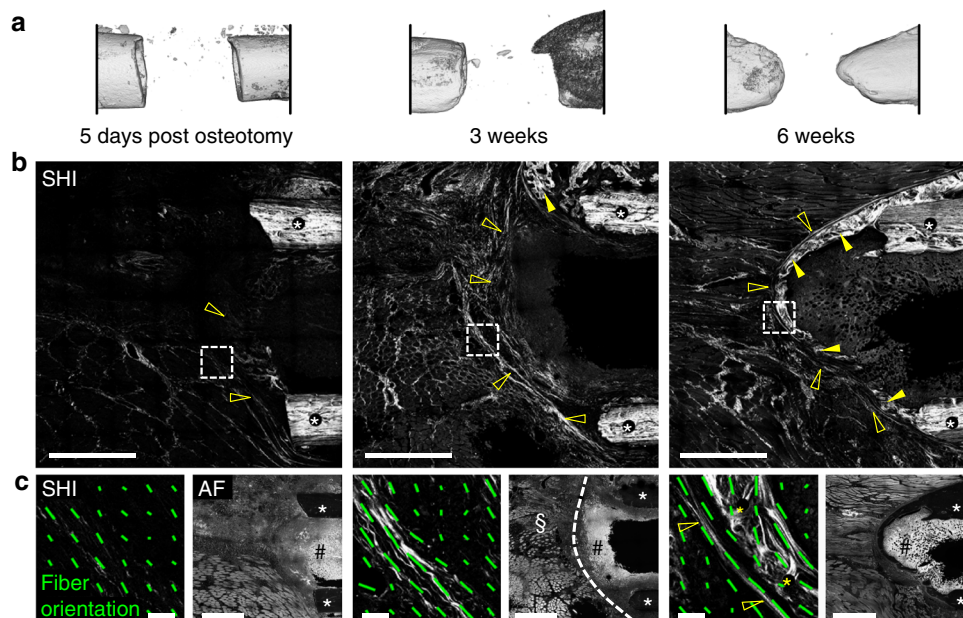 a
5 days post osteotomy
3 weeks
6 weeks
b
SHI
*
*
*
*
*
*
c
SHI
AF
Fiber
orientation
#
*
*
§
#
*
*
*
*
#
*
*